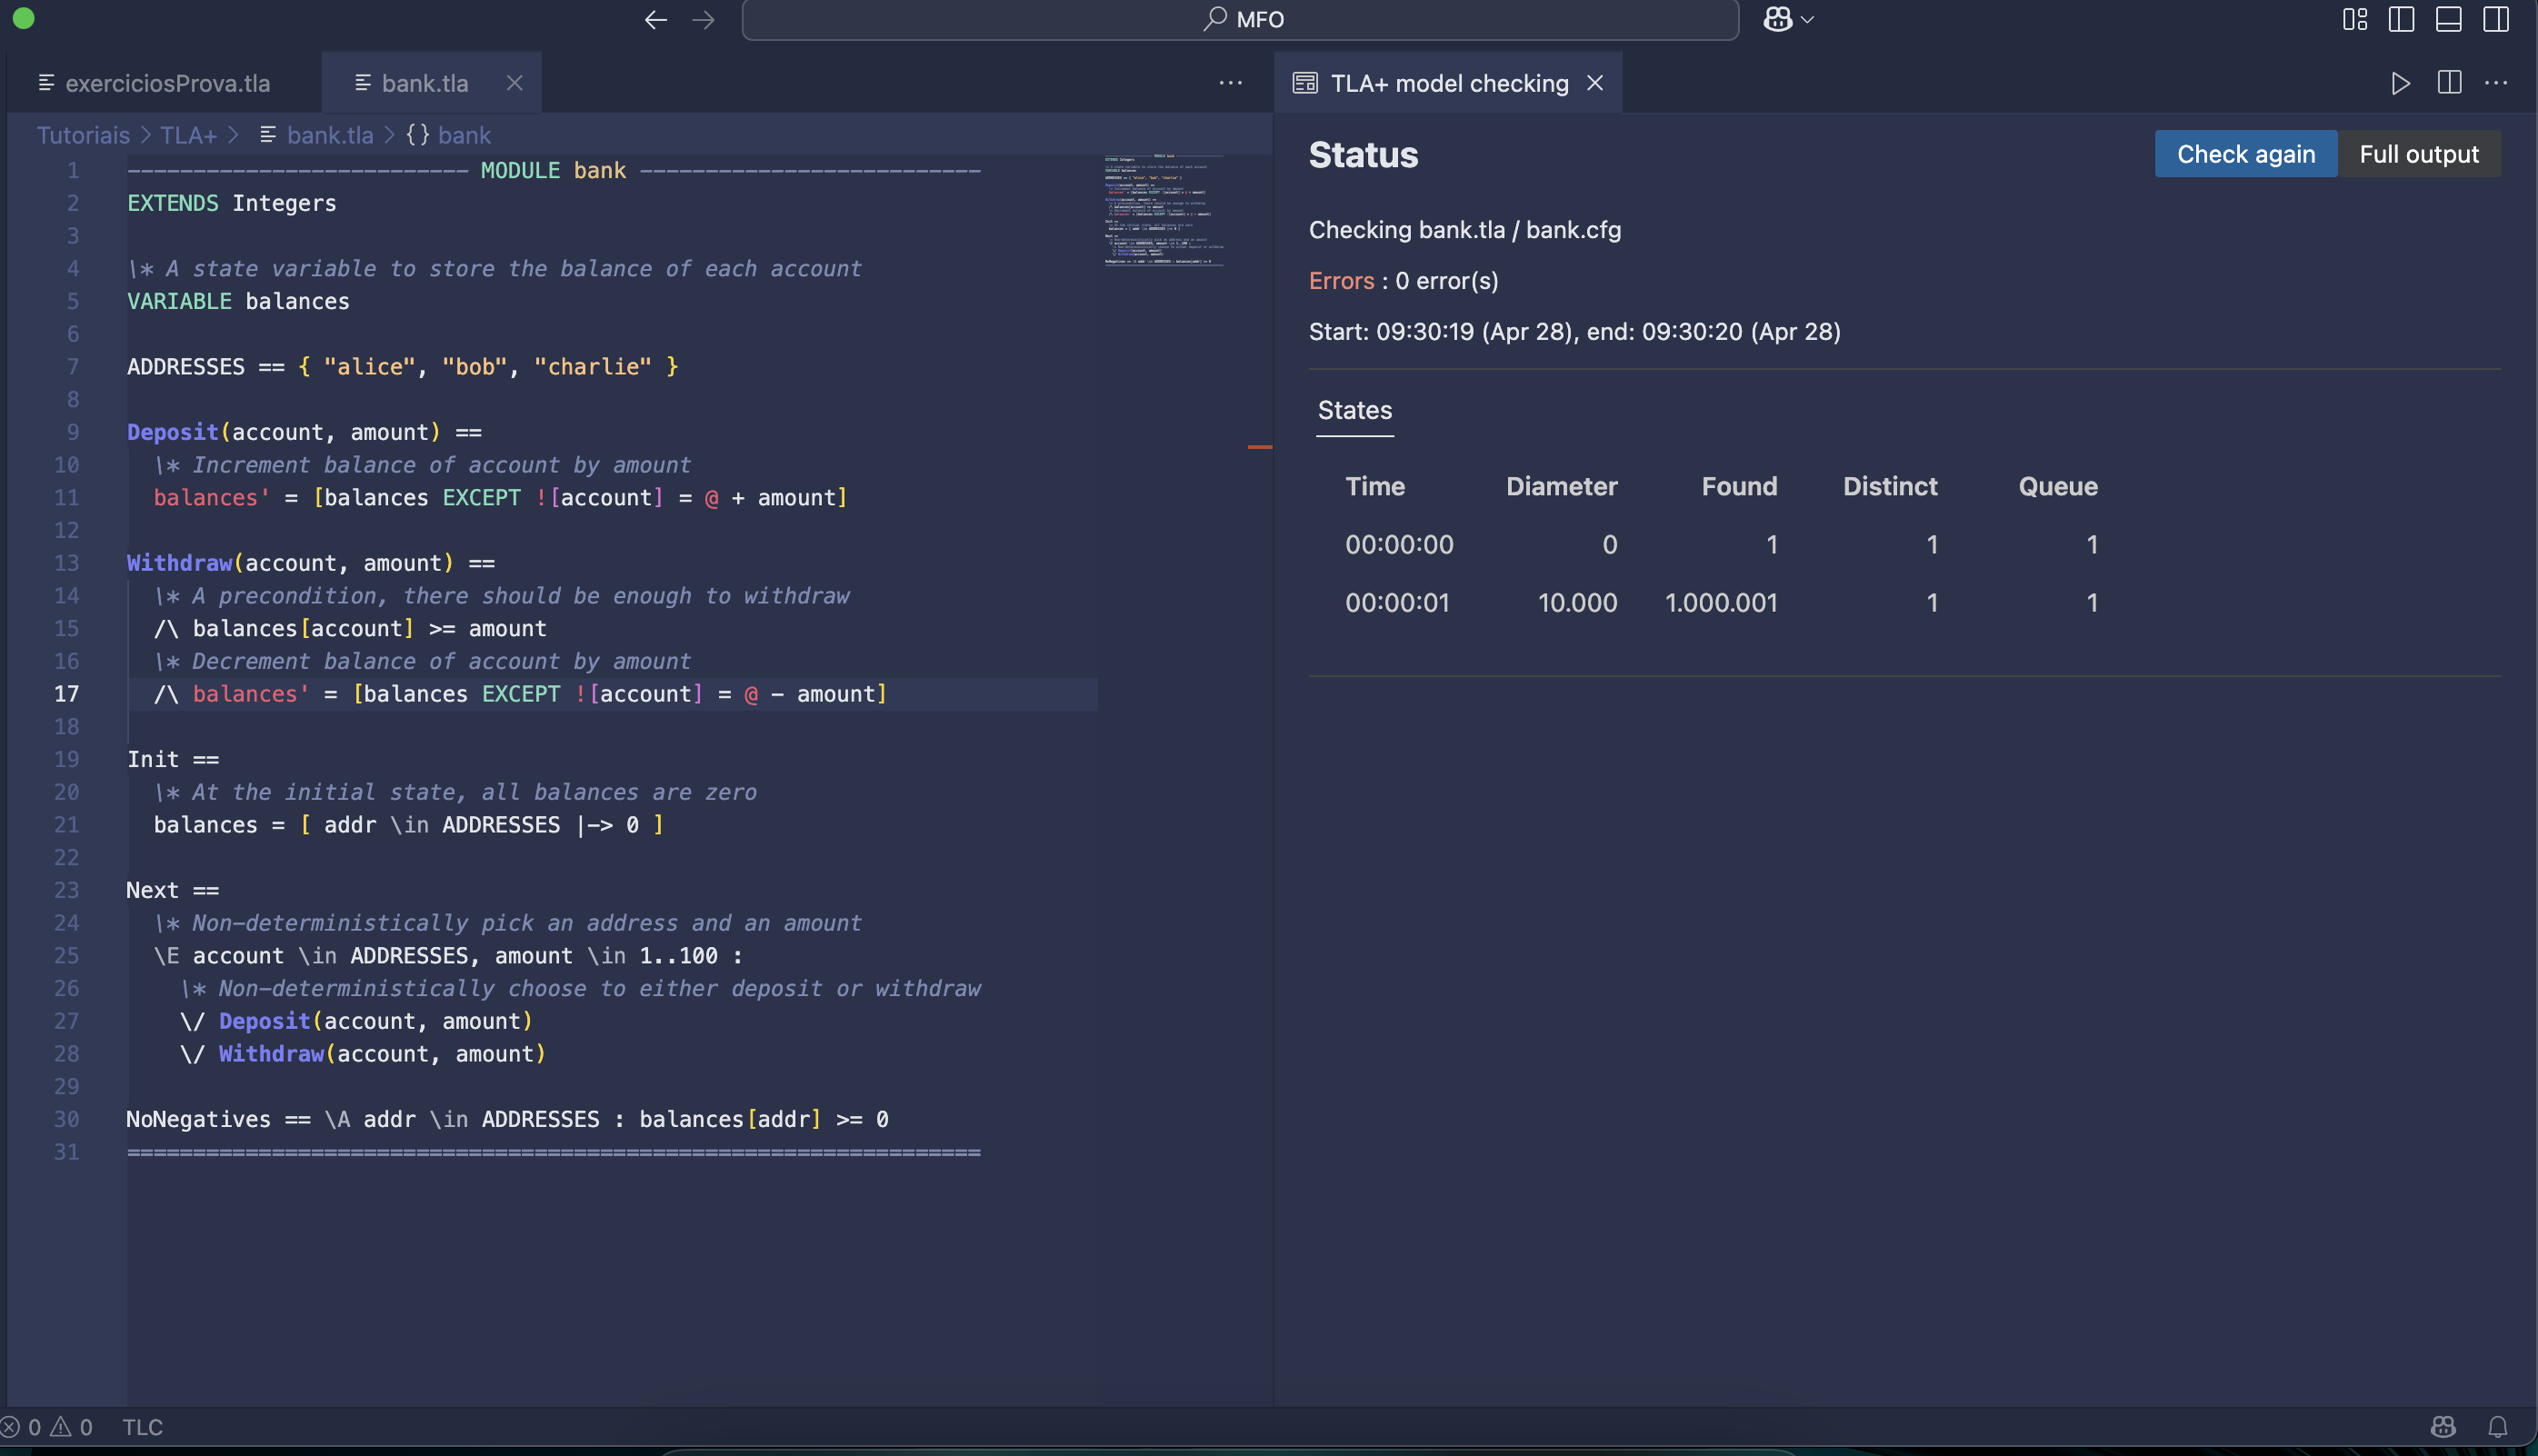 MFO
exerciciosProva.tla
bank.tla
TLA+ model checking
Tutoriais > TLA+ > bank.tla > {} bank
1 -------------------------- MODULE bank --------------------------
2 EXTENDS Integers
3
4 \* A state variable to store the balance of each account
5 VARIABLE balances
6
7 ADDRESSES == { "alice", "bob", "charlie" }
8
9 Deposit(account, amount) ==
10 \* Increment balance of account by amount
11 balances' = [balances EXCEPT ![account] = @ + amount]
12
13 Withdraw(account, amount) ==
14 \* A precondition, there should be enough to withdraw
15 /\ balances[account] >= amount
16 \* Decrement balance of account by amount
17 /\ balances' = [balances EXCEPT ![account] = @ - amount]
18
19 Init ==
20 \* At the initial state, all balances are zero
21 balances = [ addr \in ADDRESSES |-> 0 ]
22
23 Next ==
24 \* Non-deterministically pick an address and an amount
25 \E account \in ADDRESSES, amount \in 1..100 :
26 \* Non-deterministically choose to either deposit or withdraw
27 \/ Deposit(account, amount)
28 \/ Withdraw(account, amount)
29
30 NoNegatives == \A addr \in ADDRESSES : balances[addr] >= 0
31 =================================================================
Status
Check again
Full output
Checking bank.tla / bank.cfg
Errors : 0 error(s)
Start: 09:30:19 (Apr 28), end: 09:30:20 (Apr 28)
States
Time Diameter Found Distinct Queue
00:00:00 0 1 1 1
00:00:01 10.000 1.000.001 1 1
0 0 TLC